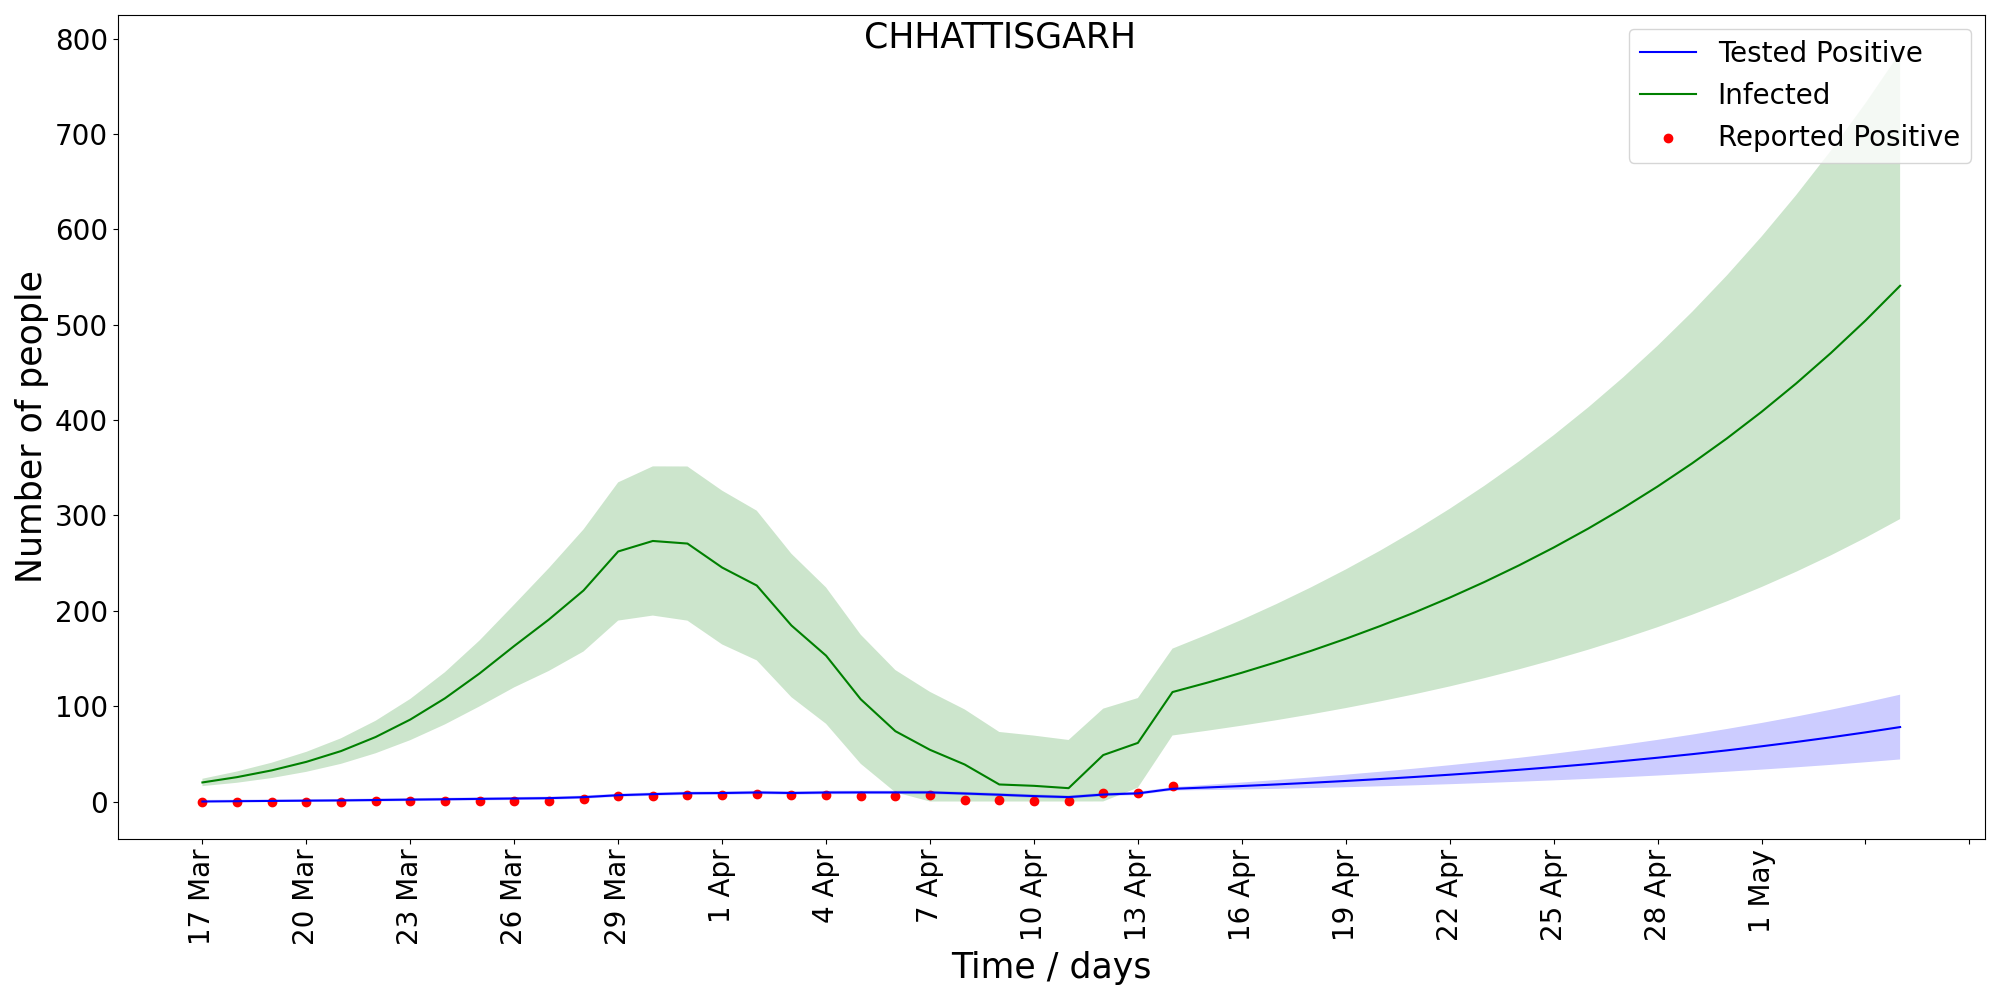 CHHATTISGARH
Tested Positive
Infected
Reported Positive
Number of people
800
700
600
500
400
300
200
100
0
17 Mar
20 Mar
23 Mar
26 Mar
29 Mar
1 Apr
4 Apr
7 Apr
10 Apr
13 Apr
16 Apr
19 Apr
22 Apr
25 Apr
28 Apr
1 May
Time / days